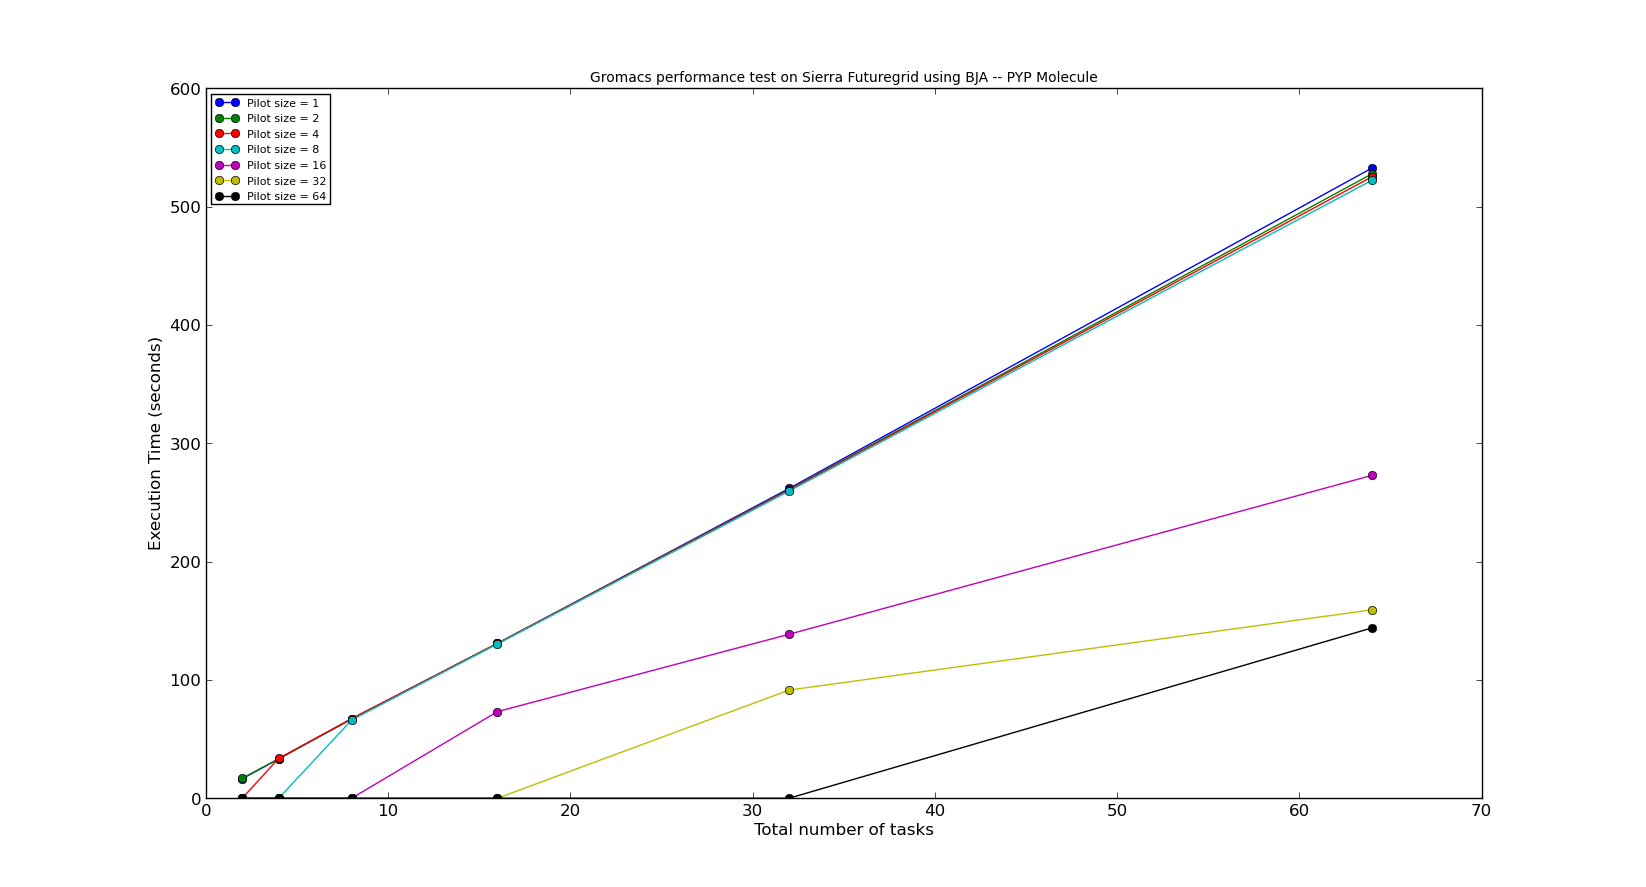 Gromacs performance test on Sierra Futuregrid using BJA -- PYP Molecule
600
500
400
300
200
100
0
Execution Time (seconds)
Pilot size = 1
Pilot size = 2
Pilot size = 4
Pilot size = 8
Pilot size = 16
Pilot size = 32
Pilot size = 64
0 10 20 30 40 50 60 70
Total number of tasks